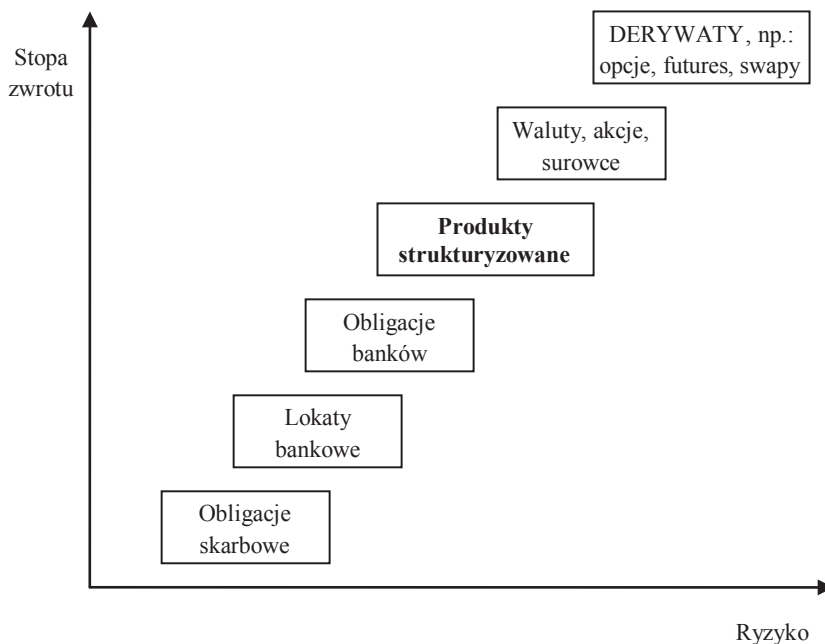 Stopa
zwrotu
DERYWATY, np.:
opcje, futures, swapy
Waluty, akcje,
surowce
Produkty
strukturyzowane
Obligacje
banków
Lokaty
bankowe
Obligacje
skarbowe
Ryzyko